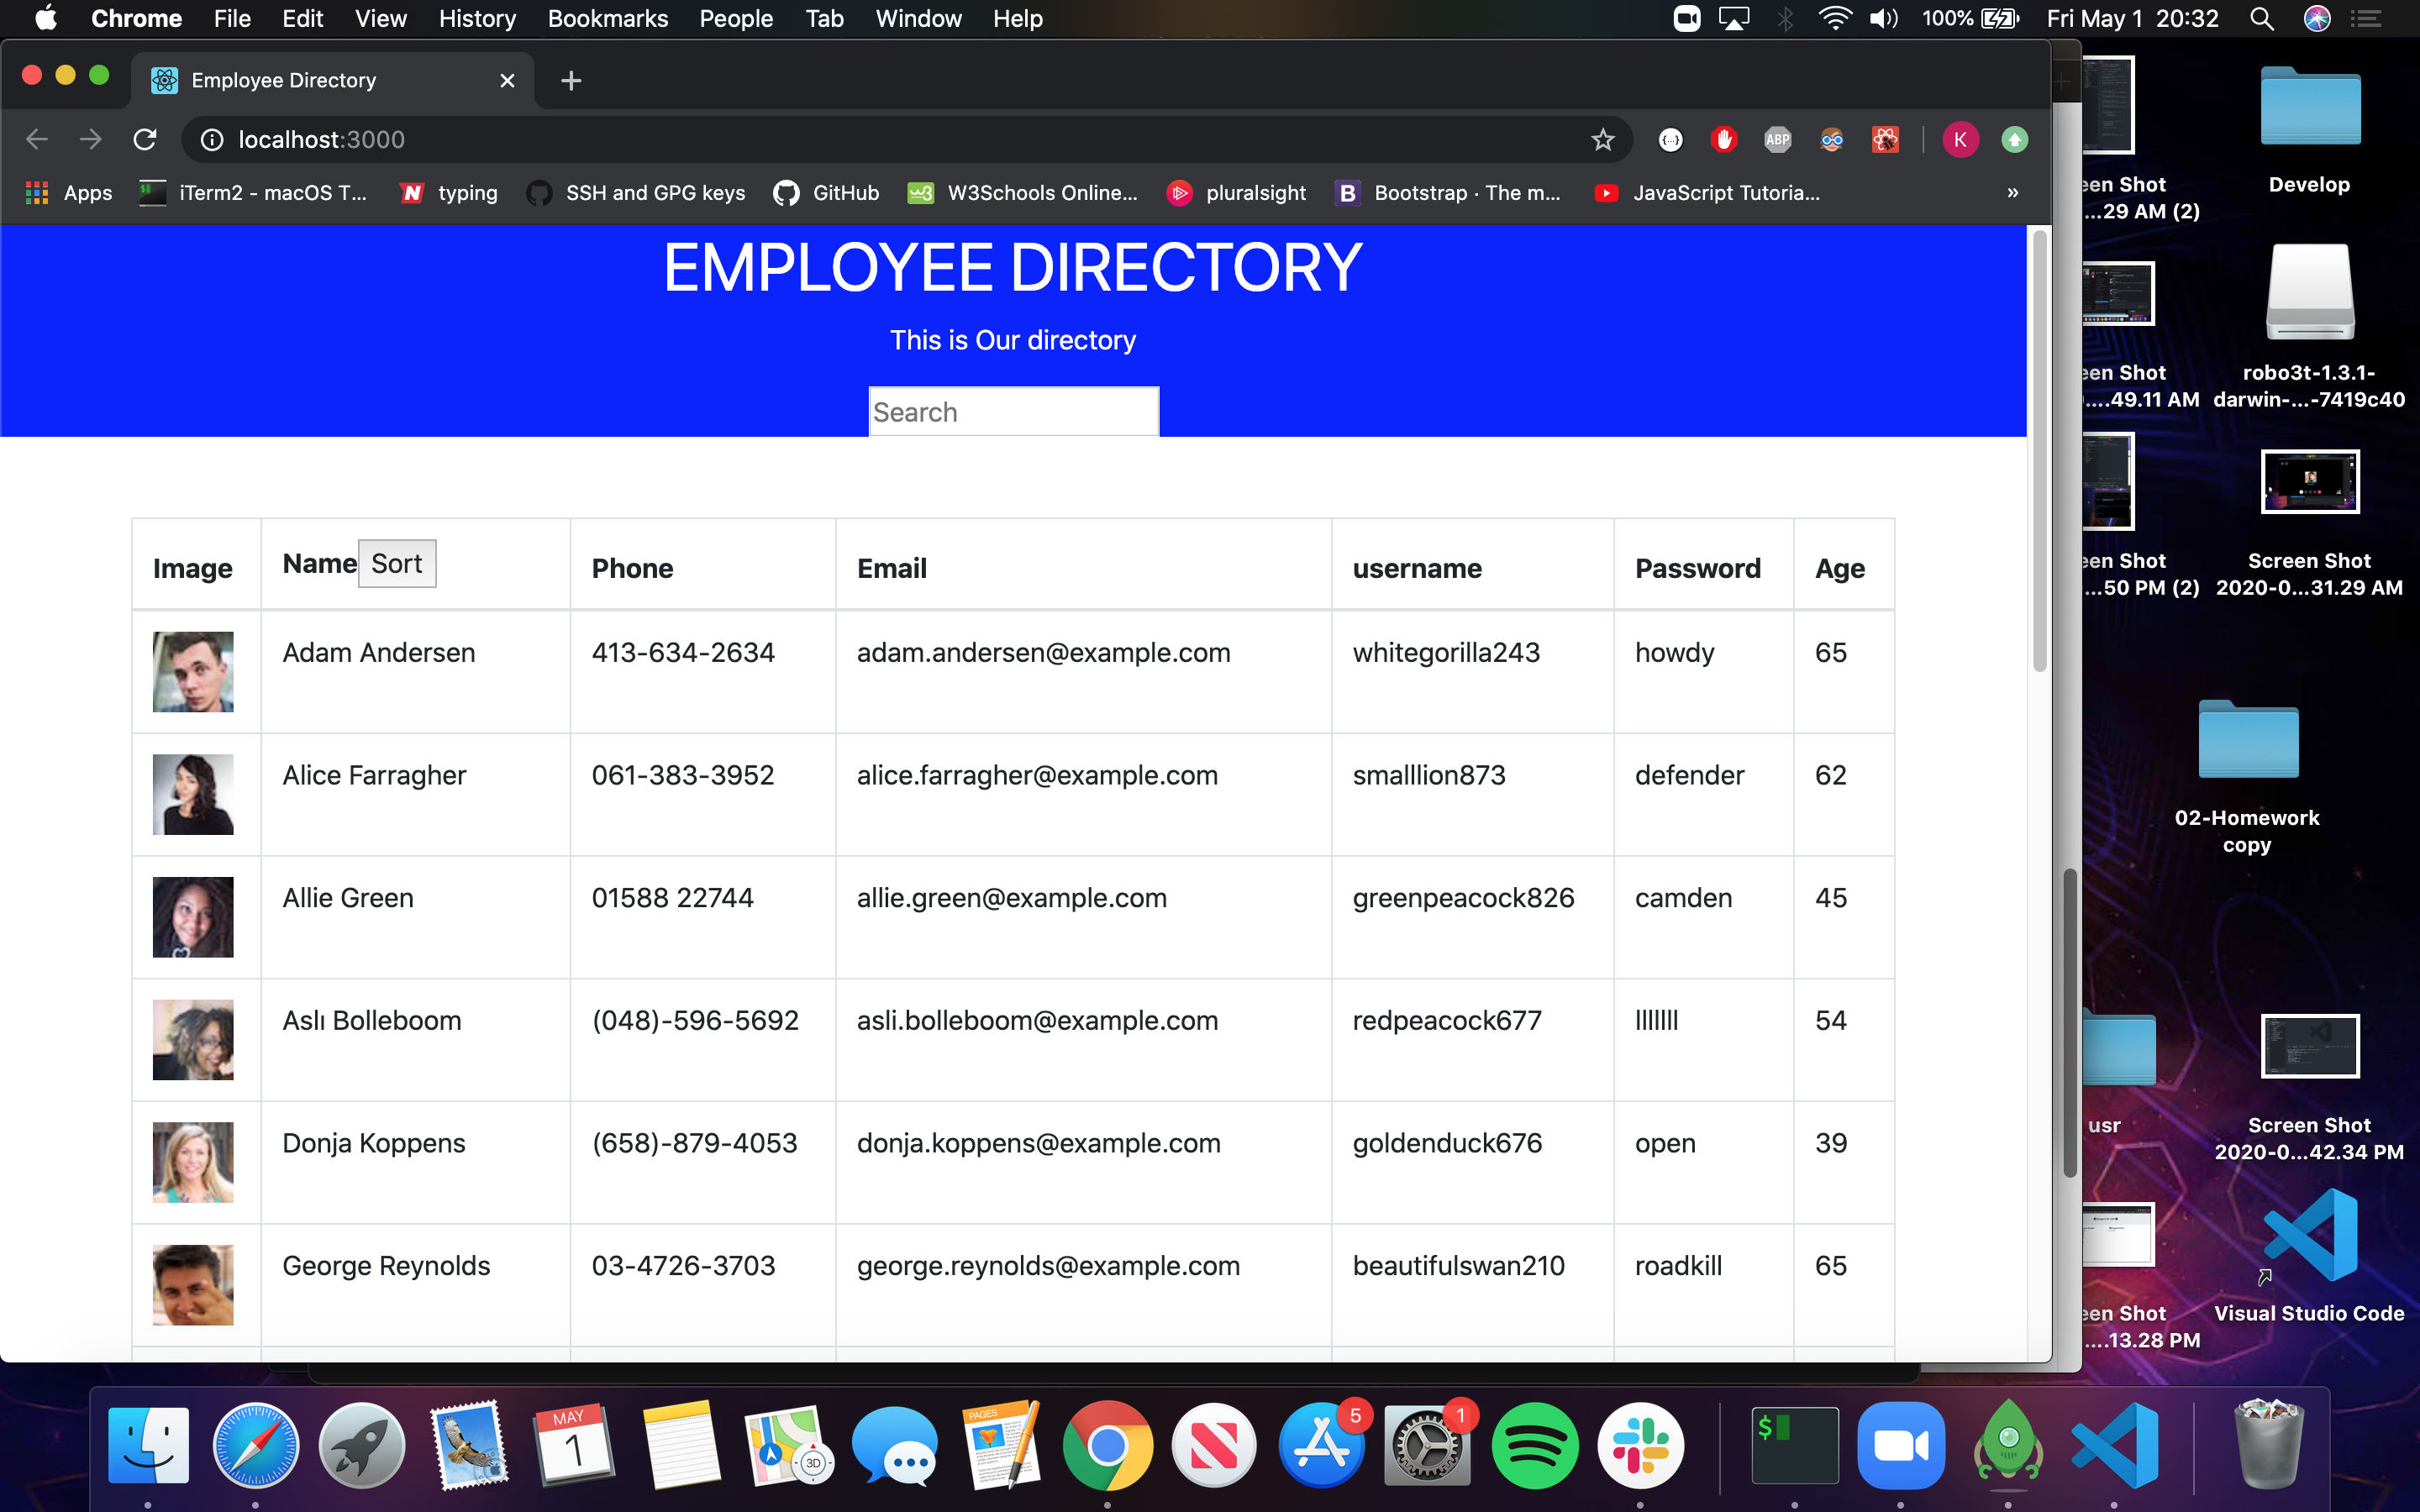 Chrome File Edit View History Bookmarks People Tab Window Help 100% Fri May 1 20:32
Employee Directory
localhost:3000 {...} ABP K
Apps iTerm2 - macOS T... typing SSH and GPG keys GitHub W3Schools Online... pluralsight Bootstrap · The m... JavaScript Tutoria... »
EMPLOYEE DIRECTORY
This is Our directory
Search
Image Name Sort Phone Email username Password Age
Adam Andersen 413-634-2634 adam.andersen@example.com whitegorilla243 howdy 65
Alice Farragher 061-383-3952 alice.farragher@example.com smalllion873 defender 62
Allie Green 01588 22744 allie.green@example.com greenpeacock826 camden 45
Aslı Bolleboom (048)-596-5692 asli.bolleboom@example.com redpeacock677 lllllll 54
Donja Koppens (658)-879-4053 donja.koppens@example.com goldenduck676 open 39
George Reynolds 03-4726-3703 george.reynolds@example.com beautifulswan210 roadkill 65
een Shot
...29 AM (2)
Develop
een Shot
....49.11 AM
robo3t-1.3.1-
darwin-...-7419c40
een Shot
...50 PM (2)
Screen Shot
2020-0...31.29 AM
02-Homework
copy
usr
Screen Shot
2020-0...42.34 PM
een Shot
....13.28 PM
Visual Studio Code
MAY
1
3D
PAGES
5
1
$